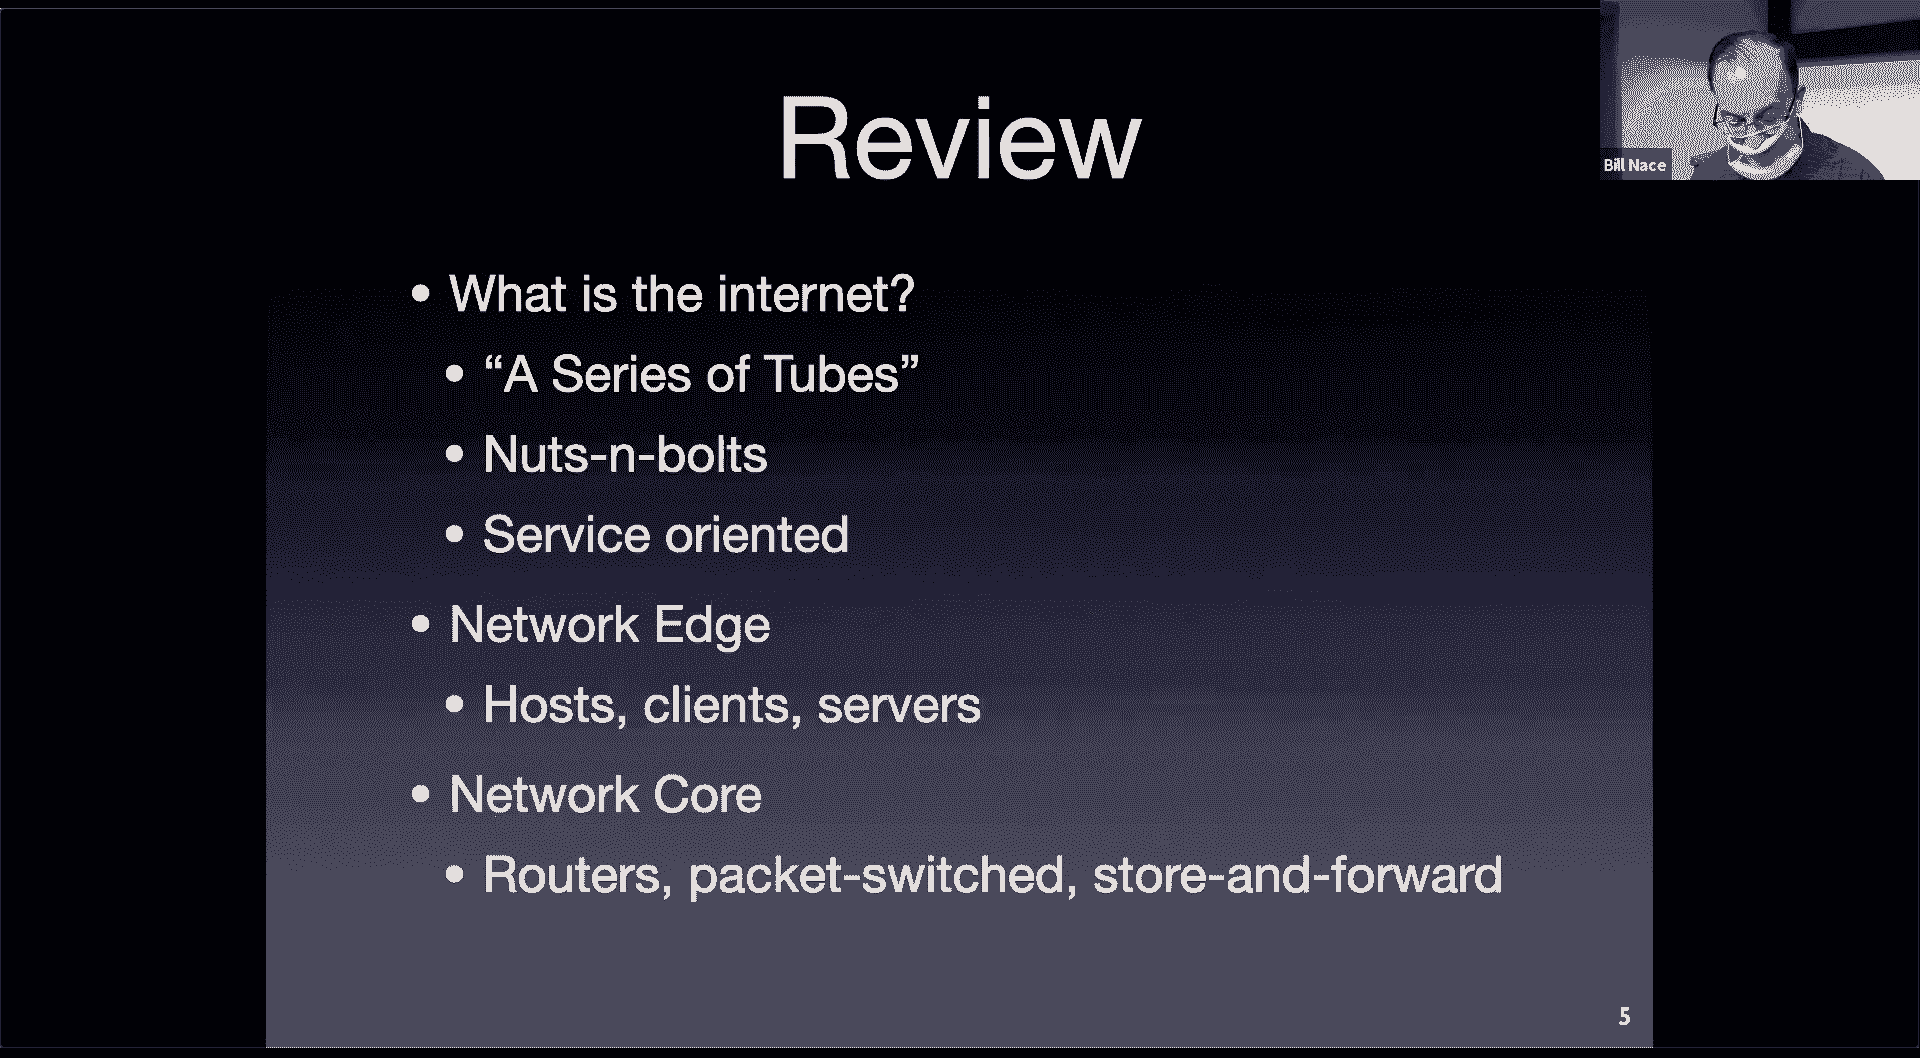 Review
Bill Nace
• What is the internet?
• “A Series of Tubes”
• Nuts-n-bolts
• Service oriented
• Network Edge
• Hosts, clients, servers
• Network Core
• Routers, packet-switched, store-and-forward
5